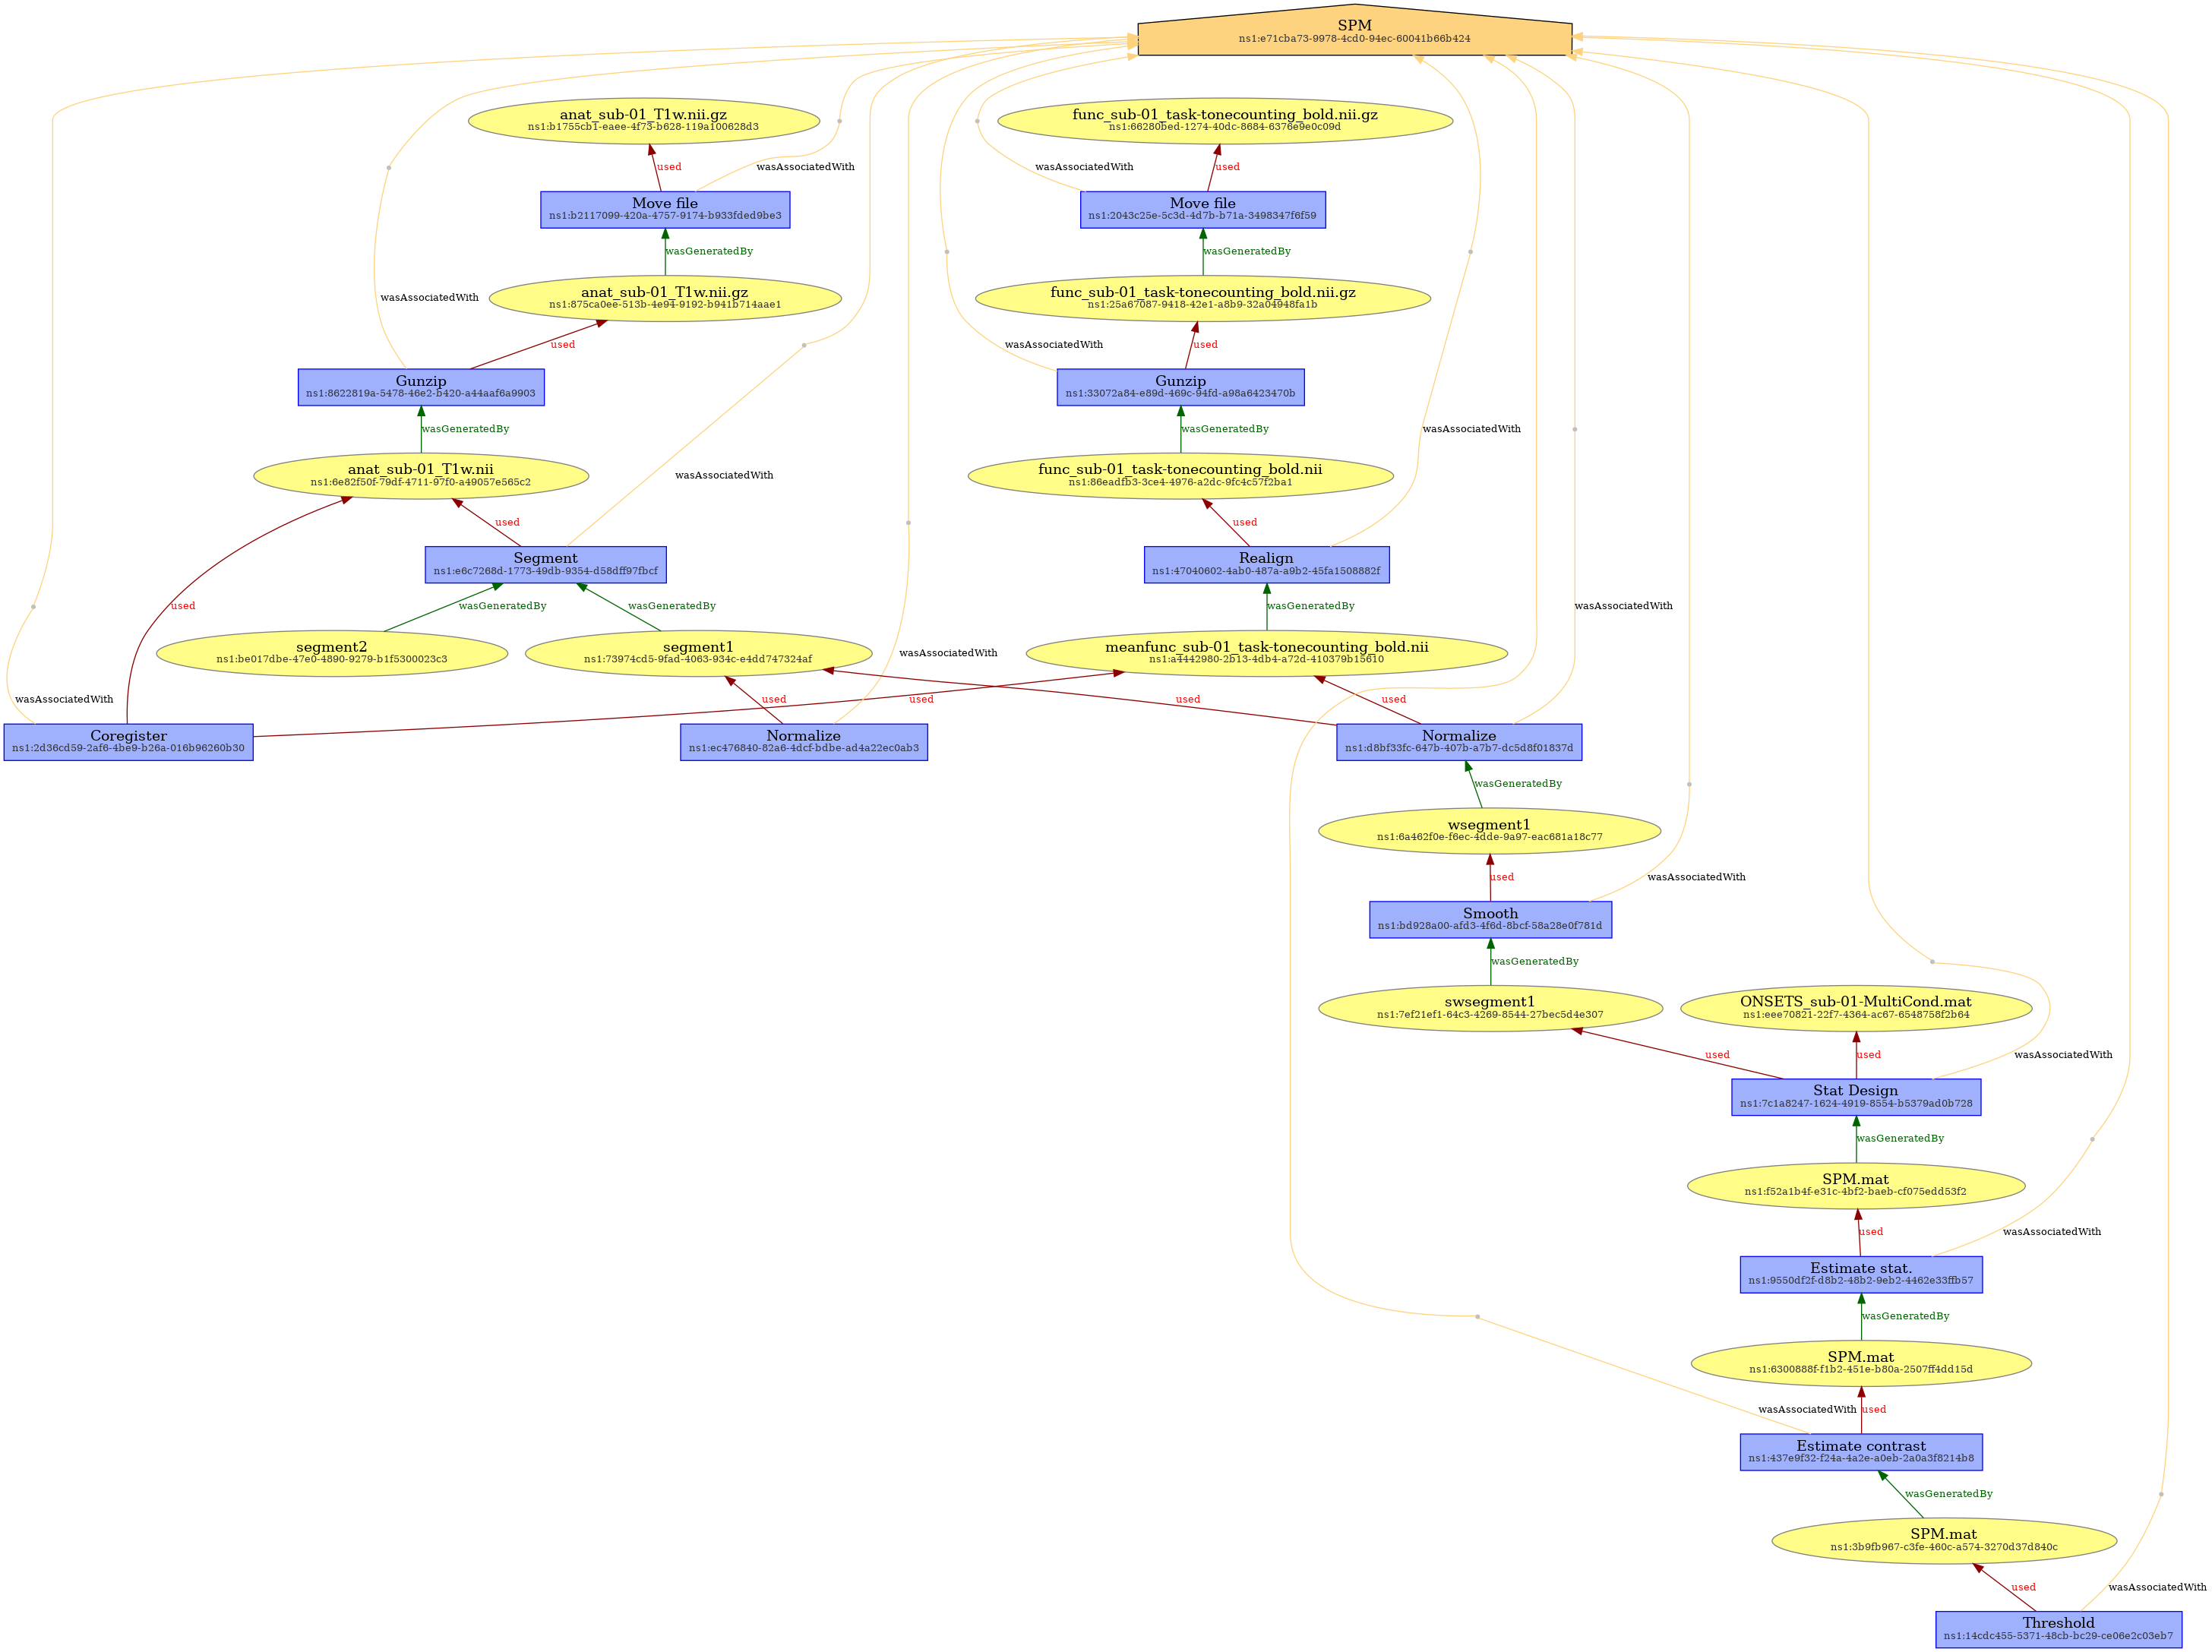 SPM
ns1:e71cba73-9978-4cd0-94ec-60041b66b424
anat_sub-01_T1w.nii.gz
ns1:b1755cb1-eaee-4f73-b628-119a100628d3
func_sub-01_task-tonecounting_bold.nii.gz
ns1:66280bed-1274-40dc-8684-6376e9e0c09d
used
wasAssociatedWith
wasAssociatedWith
used
Move file
ns1:b2117099-420a-4757-9174-b933fded9be3
Move file
ns1:2043c25e-5c3d-4d7b-b71a-3498347f6f59
wasGeneratedBy
wasGeneratedBy
wasAssociatedWith
anat_sub-01_T1w.nii.gz
ns1:875ca0ee-513b-4e94-9192-b941b714aae1
func_sub-01_task-tonecounting_bold.nii.gz
ns1:25a67087-9418-42e1-a8b9-32a04948fa1b
used
wasAssociatedWith
used
Gunzip
ns1:8622819a-5478-46e2-b420-a44aaf6a9903
Gunzip
ns1:33072a84-e89d-469c-94fd-a98a6423470b
wasGeneratedBy
wasGeneratedBy
wasAssociatedWith
anat_sub-01_T1w.nii
ns1:6e82f50f-79df-4711-97f0-a49057e565c2
wasAssociatedWith
func_sub-01_task-tonecounting_bold.nii
ns1:86eadfb3-3ce4-4976-a2dc-9fc4c57f2ba1
used
used
Segment
ns1:e6c7268d-1773-49db-9354-d58dff97fbcf
Realign
ns1:47040602-4ab0-487a-a9b2-45fa1508882f
used
wasGeneratedBy
wasGeneratedBy
wasGeneratedBy
wasAssociatedWith
segment2
ns1:be017dbe-47e0-4890-9279-b1f5300023c3
segment1
ns1:73974cd5-9fad-4063-934c-e4dd747324af
wasAssociatedWith
meanfunc_sub-01_task-tonecounting_bold.nii
ns1:a4442980-2b13-4db4-a72d-410379b15610
wasAssociatedWith
used
used
used
used
Coregister
ns1:2d36cd59-2af6-4be9-b26a-016b96260b30
Normalize
ns1:ec476840-82a6-4dcf-bdbe-ad4a22ec0ab3
Normalize
ns1:d8bf33fc-647b-407b-a7b7-dc5d8f01837d
wasGeneratedBy
wsegment1
ns1:6a462f0e-f6ec-4dde-9a97-eac681a18c77
used
wasAssociatedWith
Smooth
ns1:bd928a00-afd3-4f6d-8bcf-58a28e0f781d
wasGeneratedBy
swsegment1
ns1:7ef21ef1-64c3-4269-8544-27bec5d4e307
ONSETS_sub-01-MultiCond.mat
ns1:eee70821-22f7-4364-ac67-6548758f2b64
used
used
wasAssociatedWith
Stat Design
ns1:7c1a8247-1624-4919-8554-b5379ad0b728
wasGeneratedBy
SPM.mat
ns1:f52a1b4f-e31c-4bf2-baeb-cf075edd53f2
used
wasAssociatedWith
Estimate stat.
ns1:9550df2f-d8b2-48b2-9eb2-4462e33ffb57
wasGeneratedBy
SPM.mat
ns1:6300888f-f1b2-451e-b80a-2507ff4dd15d
wasAssociatedWith
used
Estimate contrast
ns1:437e9f32-f24a-4a2e-a0eb-2a0a3f8214b8
wasGeneratedBy
SPM.mat
ns1:3b9fb967-c3fe-460c-a574-3270d37d840c
used
wasAssociatedWith
Threshold
ns1:14cdc455-5371-48cb-bc29-ce06e2c03eb7